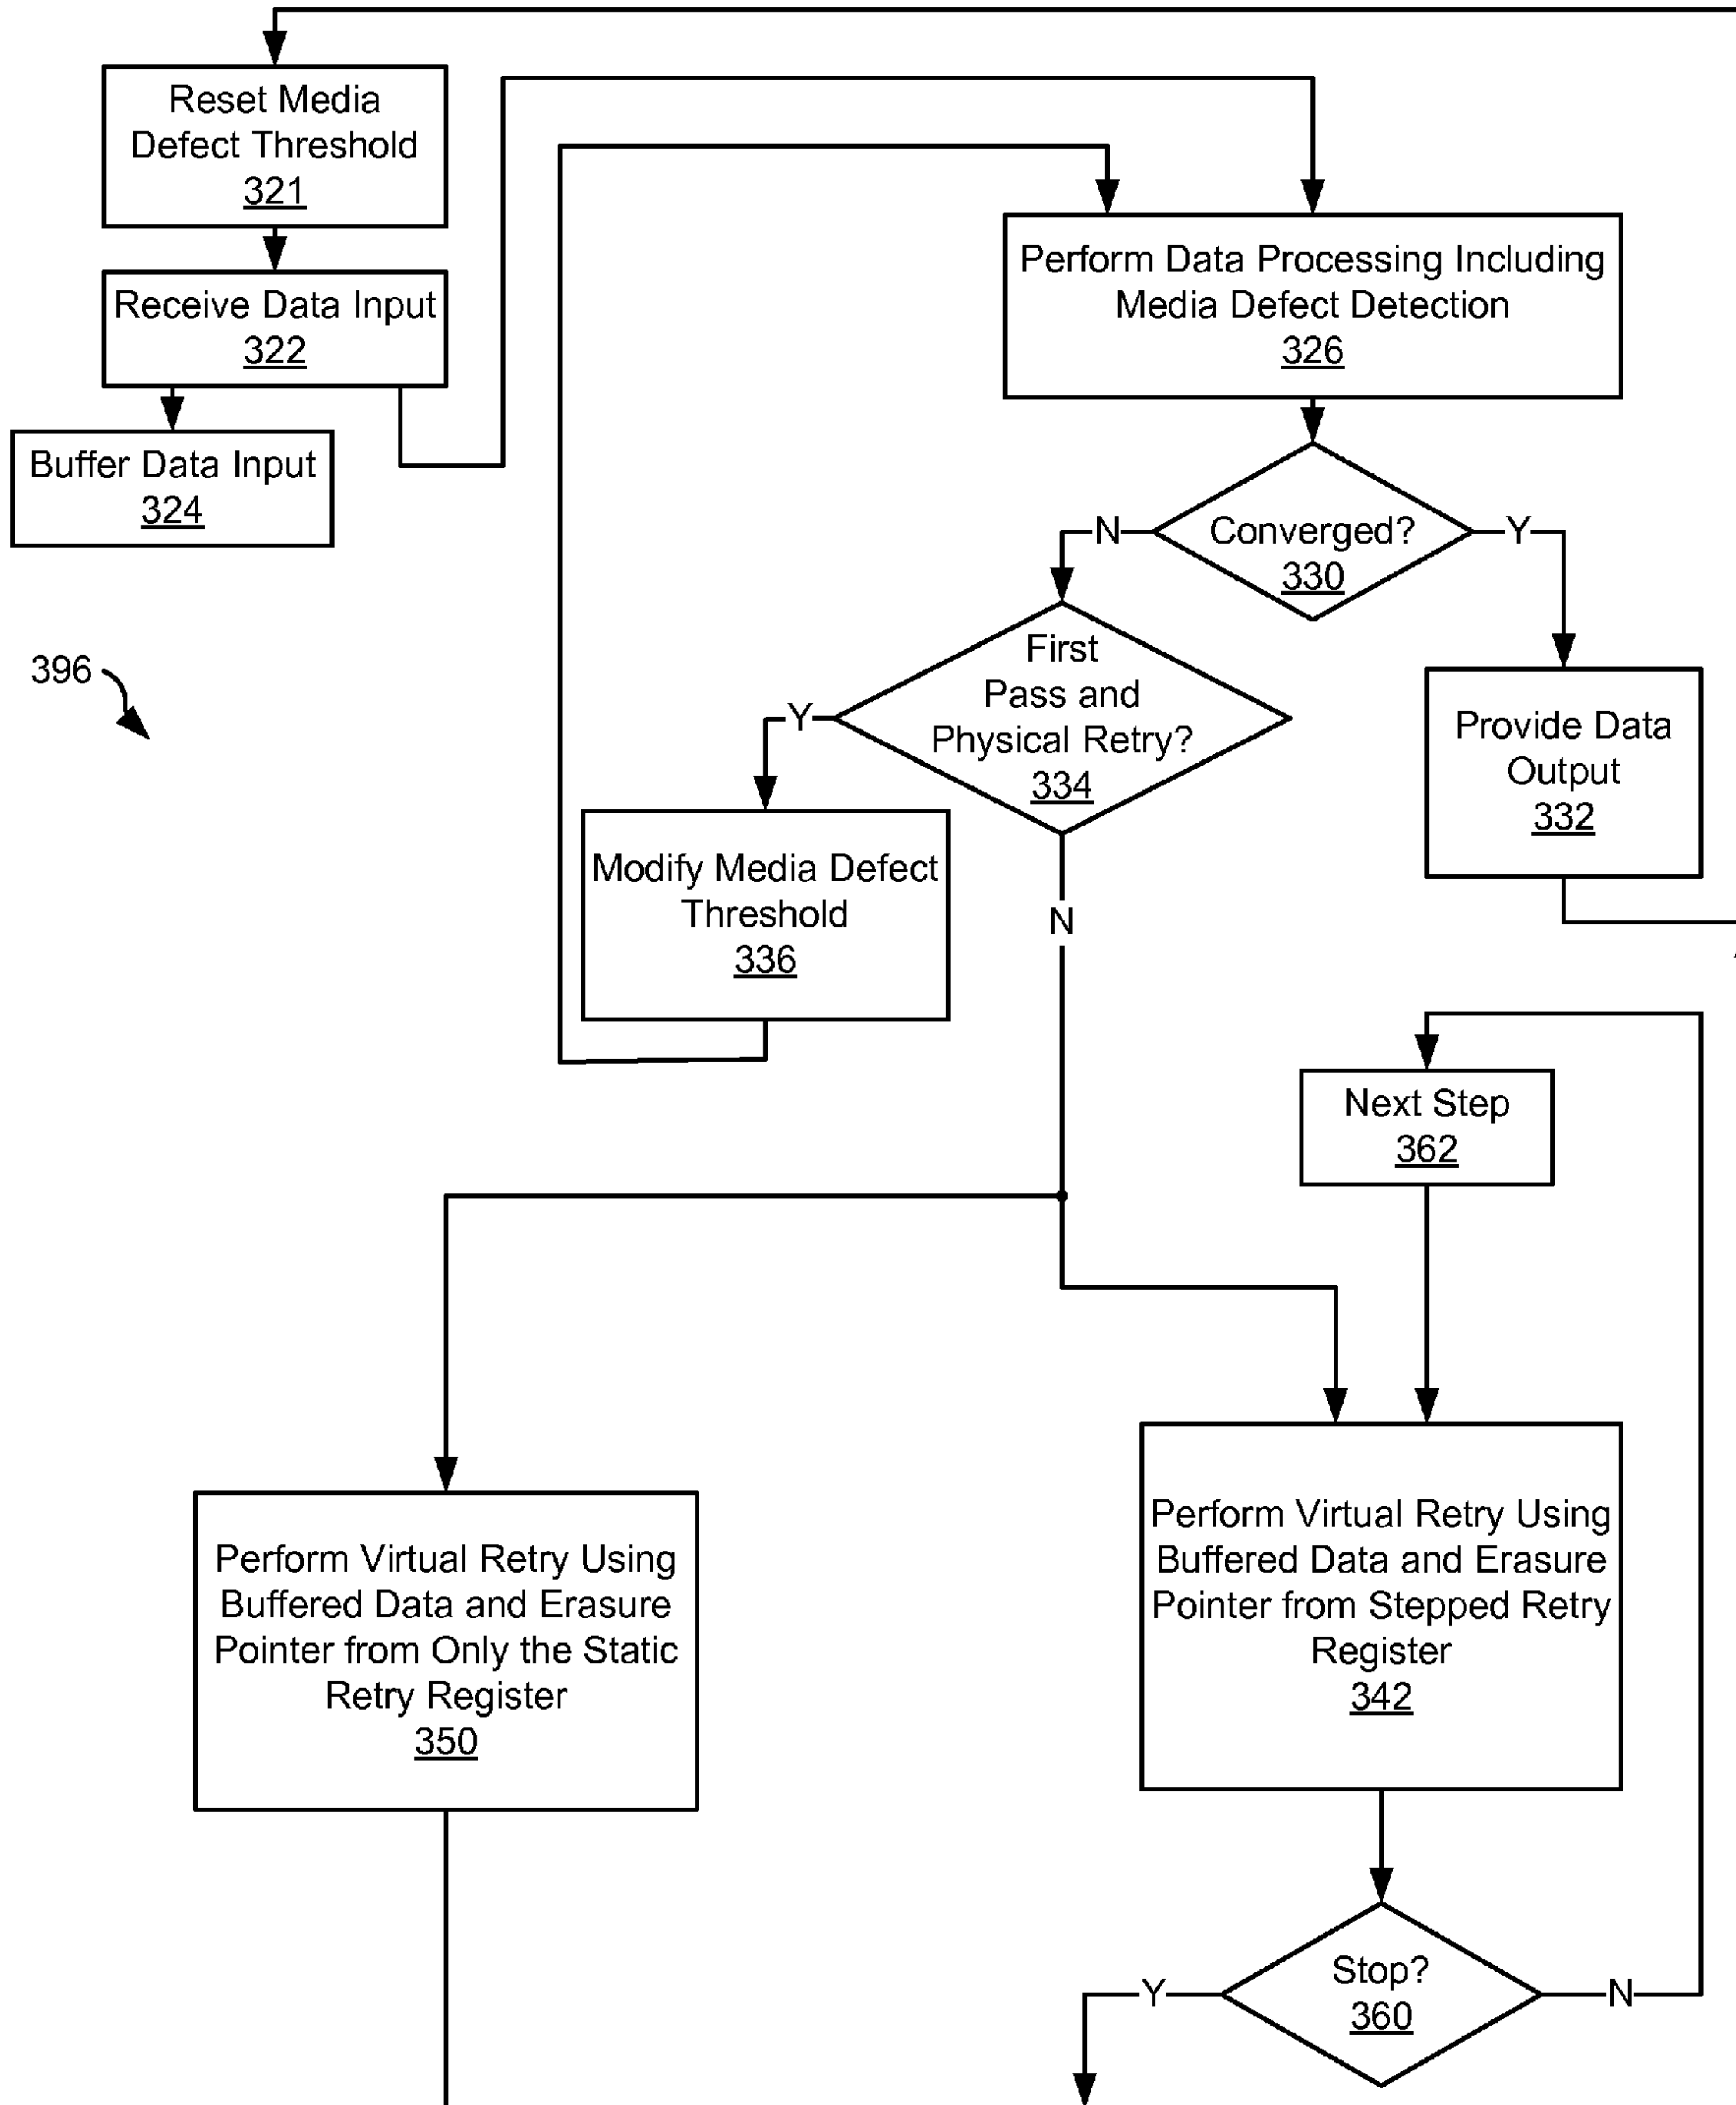 Reset Media
Defect Threshold
321
Receive Data Input
322
Buffer Data Input
324
Perform Data Processing Including
Media Defect Detection
326
Converged?
330
N
Y
396
First
Pass and
Physical Retry?
334
Y
N
Provide Data
Output
332
Modify Media Defect
Threshold
336
Next Step
362
Perform Virtual Retry Using
Buffered Data and Erasure
Pointer from Only the Static
Retry Register
350
Perform Virtual Retry Using
Buffered Data and Erasure
Pointer from Stepped Retry
Register
342
Stop?
360
Y
N